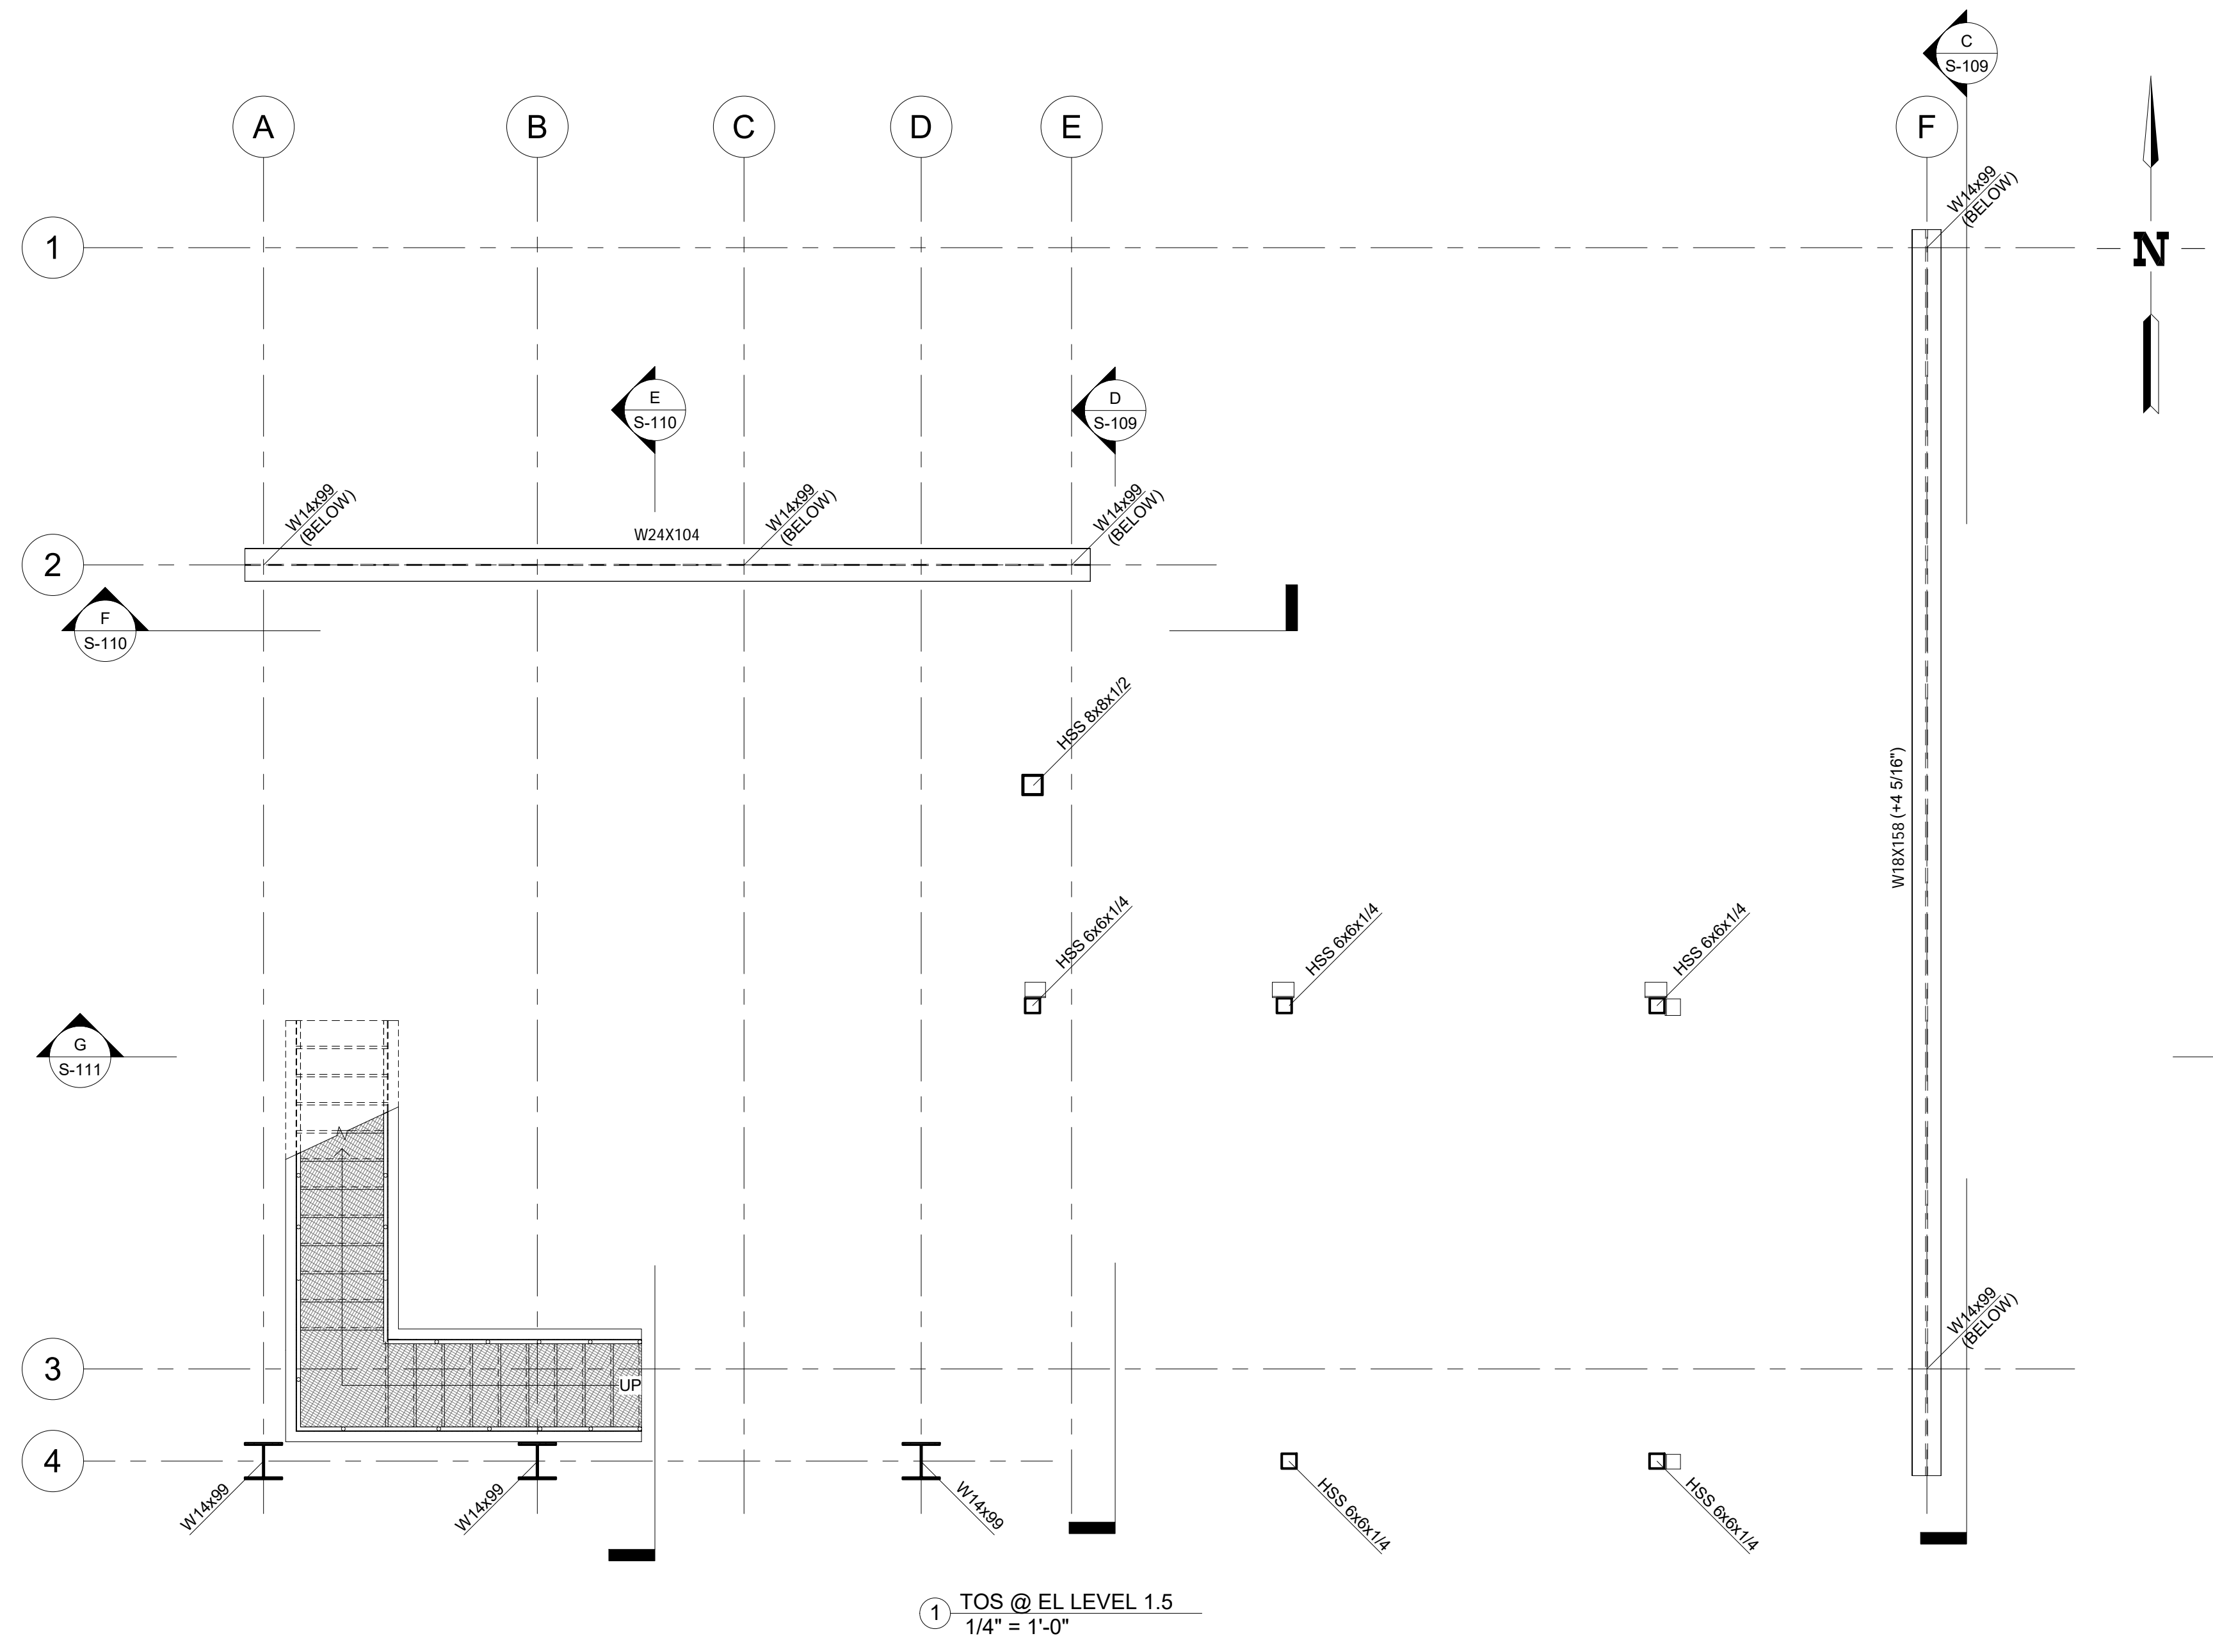 C
S-109
A
B
C
D
E
F
W14x99
(BELOW)
1
N
E
S-110
D
S-109
W14x99
(BELOW)
W14x99
(BELOW)
W14x99
(BELOW)
W24X104
2
F
S-110
HSS 8x8x1/2
W18X158 (+4 5/16")
HSS 6x6x1/4
HSS 6x6x1/4
HSS 6x6x1/4
G
S-111
W14x99
(BELOW)
3
UP
4
W14x99
W14x99
W14x99
HSS 6x6x1/4
HSS 6x6x1/4
1
TOS @ EL LEVEL 1.5
1/4" = 1'-0"